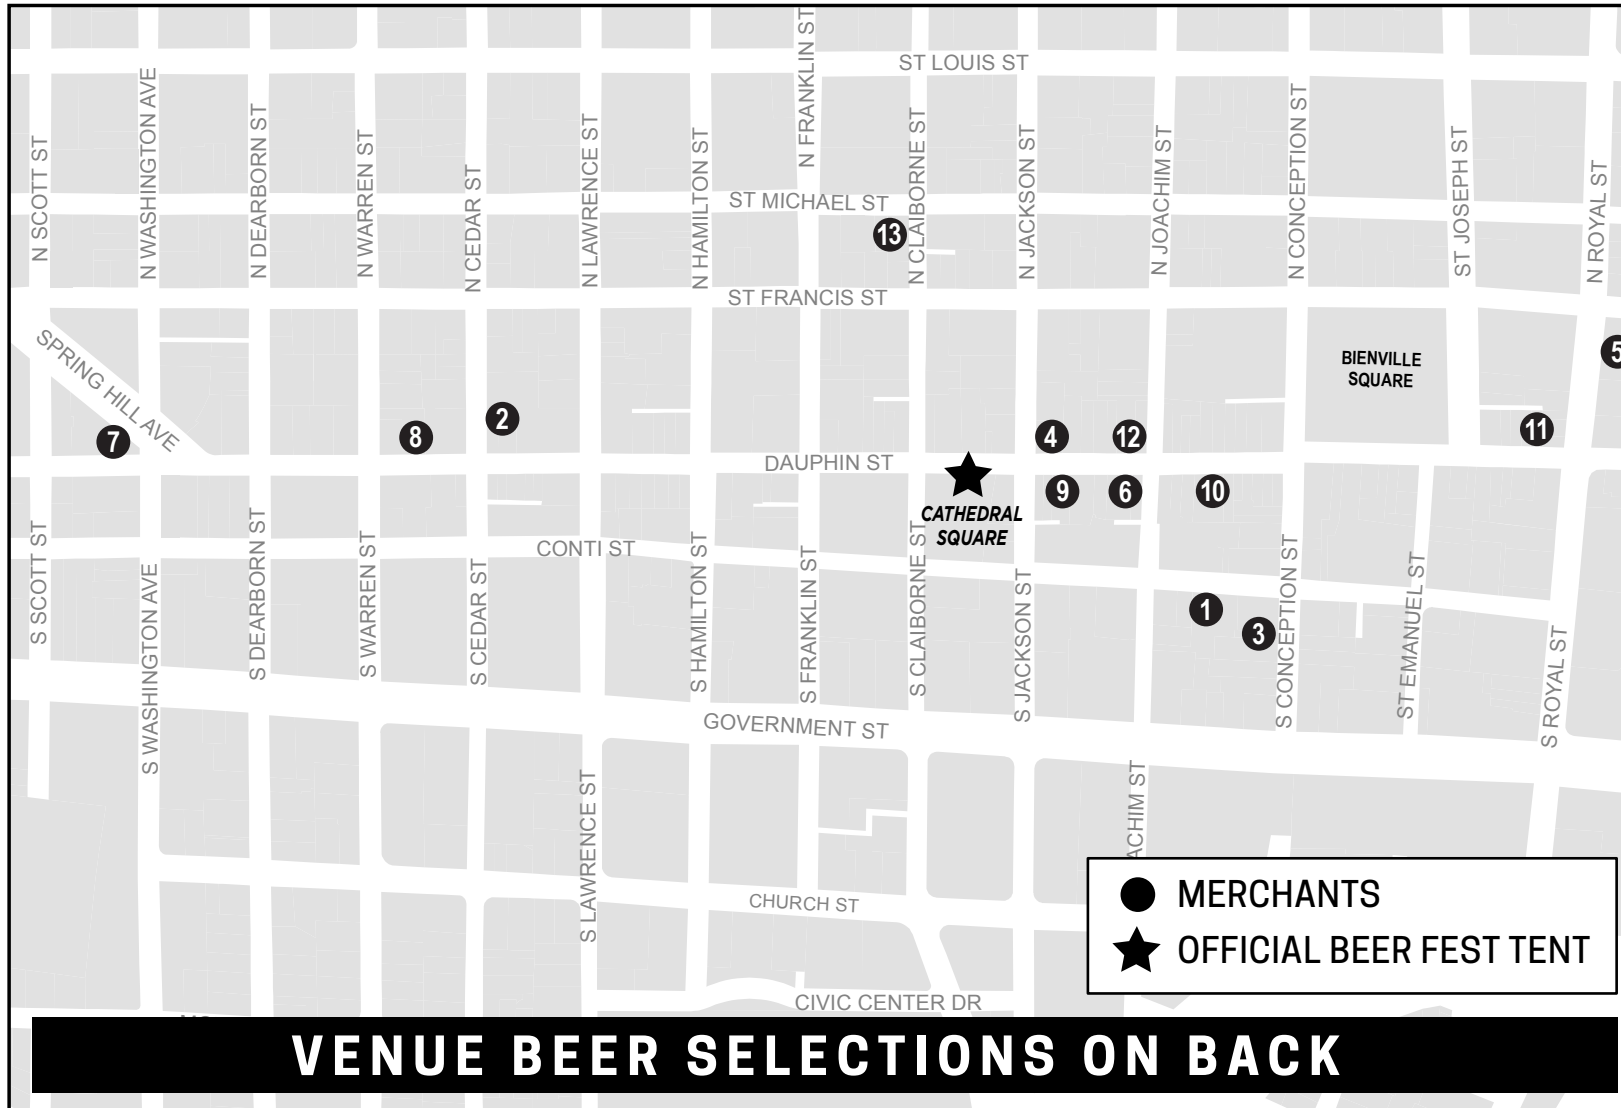 ST LOUIS ST
N SCOTT ST
N WASHINGTON AVE
N DEARBORN ST
N WARREN ST
N CEDAR ST
N LAWRENCE ST
N HAMILTON ST
N FRANKLIN ST
N CLAIBORNE ST
N JACKSON ST
N JOACHIM ST
N CONCEPTION ST
ST JOSEPH ST
N ROYAL ST
ST MICHAEL ST
13
ST FRANCIS ST
SPRING HILL AVE
BIENVILLE
SQUARE
5
7
8
2
4
12
11
DAUPHIN ST
9
6
10
CATHEDRAL
SQUARE
CONTI ST
S SCOTT ST
S WASHINGTON AVE
S DEARBORN ST
S WARREN ST
S CEDAR ST
S HAMILTON ST
S FRANKLIN ST
S CLAIBORNE ST
S JACKSON ST
1
3
S CONCEPTION ST
ST EMANUEL ST
S ROYAL ST
GOVERNMENT ST
S LAWRENCE ST
ACHIM ST
CHURCH ST
MERCHANTS
OFFICIAL BEER FEST TENT
CIVIC CENTER DR
VENUE BEER SELECTIONS ON BACK